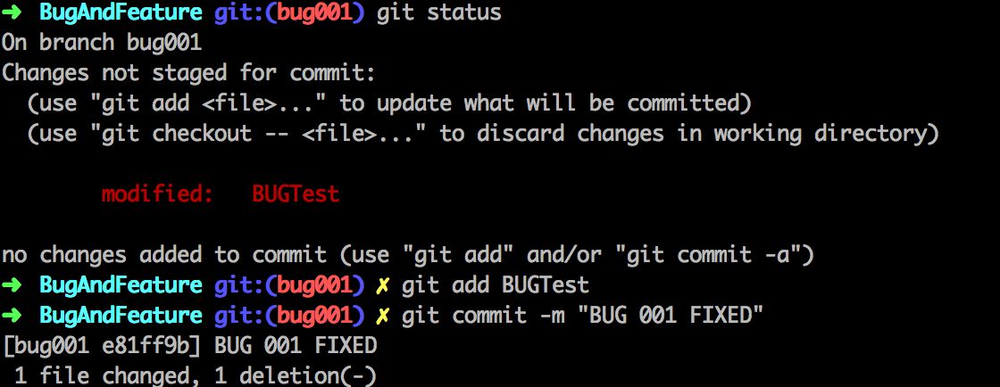 ➜ BugAndFeature git:(bug001) git status
On branch bug001
Changes not staged for commit:
  (use "git add <file>..." to update what will be committed)
  (use "git checkout -- <file>..." to discard changes in working directory)
        modified:   BUGTest
no changes added to commit (use "git add" and/or "git commit -a")
➜ BugAndFeature git:(bug001) ✗ git add BUGTest
➜ BugAndFeature git:(bug001) ✗ git commit -m "BUG 001 FIXED"
[bug001 e81ff9b] BUG 001 FIXED
 1 file changed, 1 deletion(-)